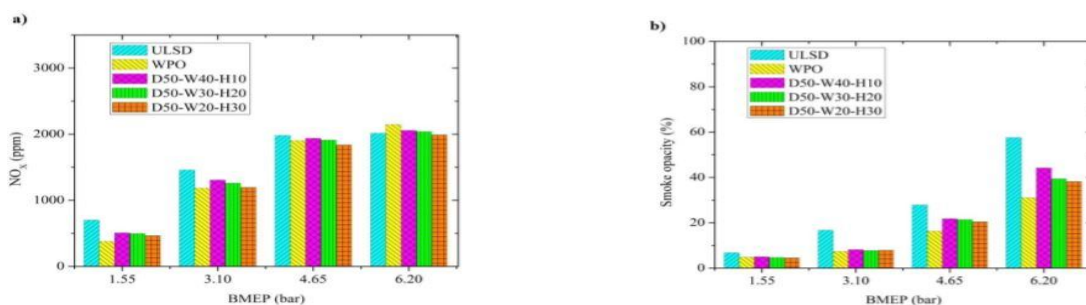 a)
ULSD
WPO
D50-W40-H10
D50-W30-H20
D50-W20-H30
3000
2000
1000
0
NOX (ppm)
1.55 3.10 4.65 6.20
BMEP (bar)
b)
ULSD
WPO
D50-W40-H10
D50-W30-H20
D50-W20-H30
100
80
60
40
20
0
Smoke opacity (%)
1.55 3.10 4.65 6.20
BMEP (bar)